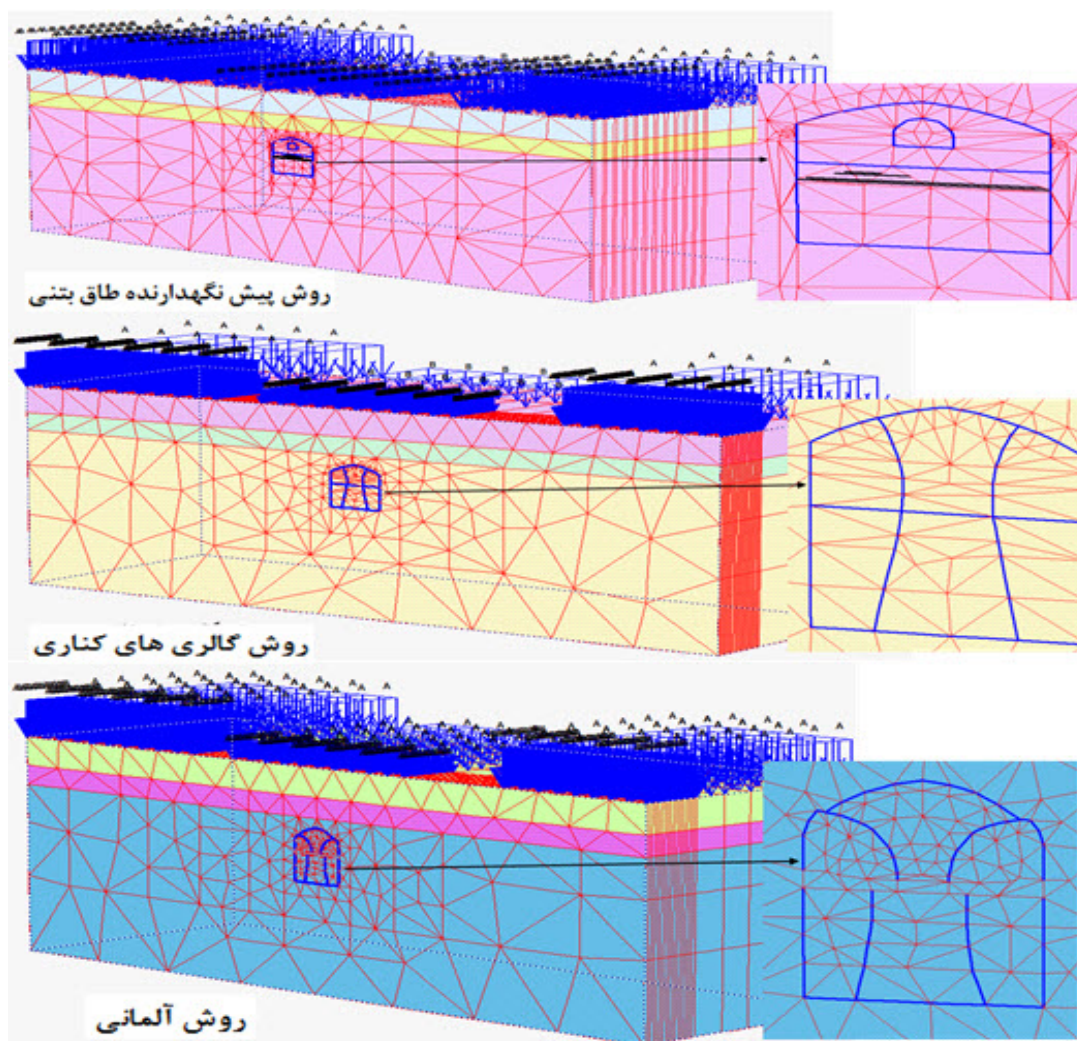 روش پیش نگهدارنده طاق بتنی
روش گالری های کناری
روش آلمانی